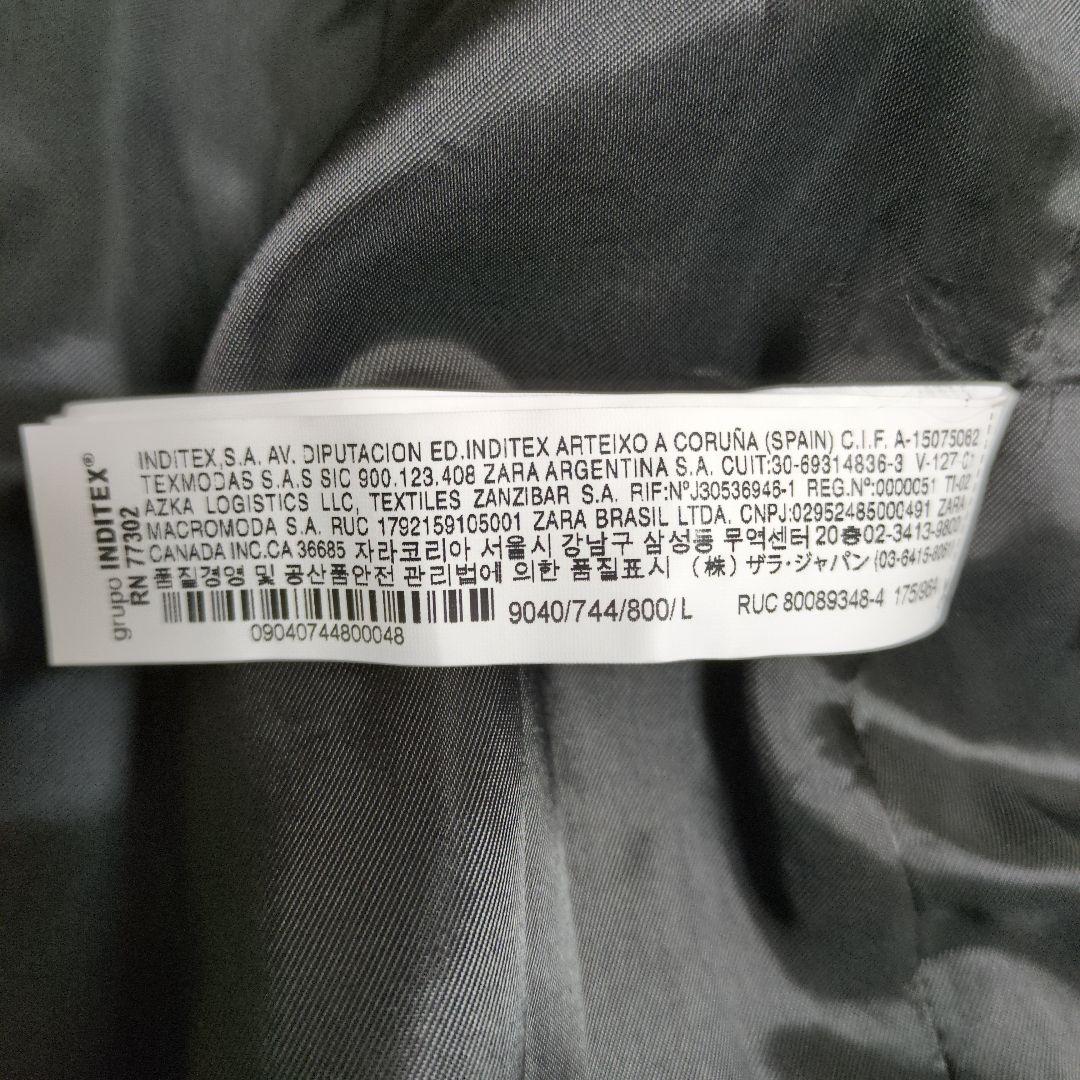 grupo INDITEX®
RN 77302
INDITEX,S.A. AV. DIPUTACION ED.INDITEX ARTEIXO A CORUÑA (SPAIN) C.I.F. A-15075062
TEXMODAS S.A.S SIC 900.123.408 ZARA ARGENTINA S.A. CUIT:30-69314836-3 V-127-C1
AZKA LOGISTICS LLC, TEXTILES ZANZIBAR S.A. RIF:NºJ30536946-1 REG.Nº:0000051 TI-02
MACROMODA S.A. RUC 1792159105001 ZARA BRASIL LTDA. CNPJ:02952485000491 ZARA
CANADA INC.CA 36685 자라코리아 서울시 강남구 삼성동 무역센터 20층02-3413-9800
품질경영 및 공산품안전 관리법에 의한 품질표시 (株) ザラ・ジャパン
09040744800048
9040/744/800/L
RUC 80089348-4